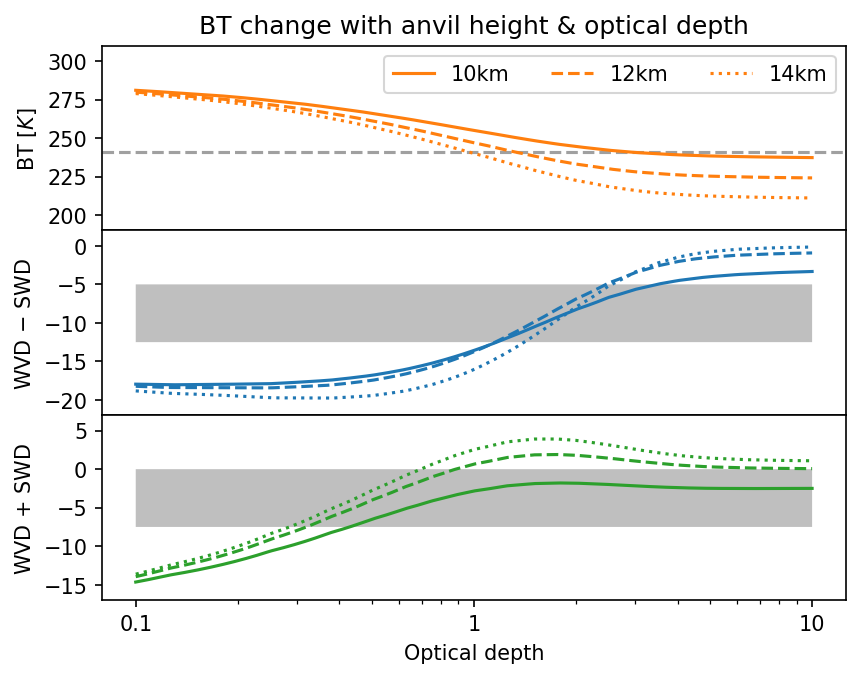 BT change with anvil height & optical depth
300
275
250
225
200
BT [K]
10km 12km 14km
0
−5
−10
−15
−20
WVD − SWD
5
0
−5
−10
−15
WVD + SWD
0.1 1 10
Optical depth